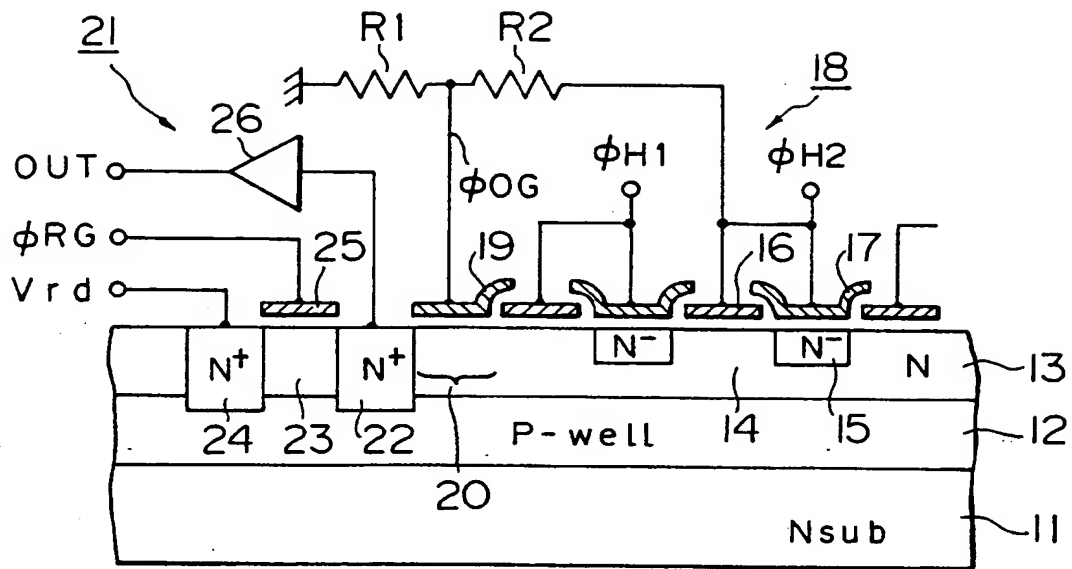 21
R1
R2
18
26
OUT
φOG
φH1
φH2
φRG
25
19
16
17
Vrd
N+
N+
N-
N-
N
13
24
23
22
P-well
14
15
12
20
Nsub
11